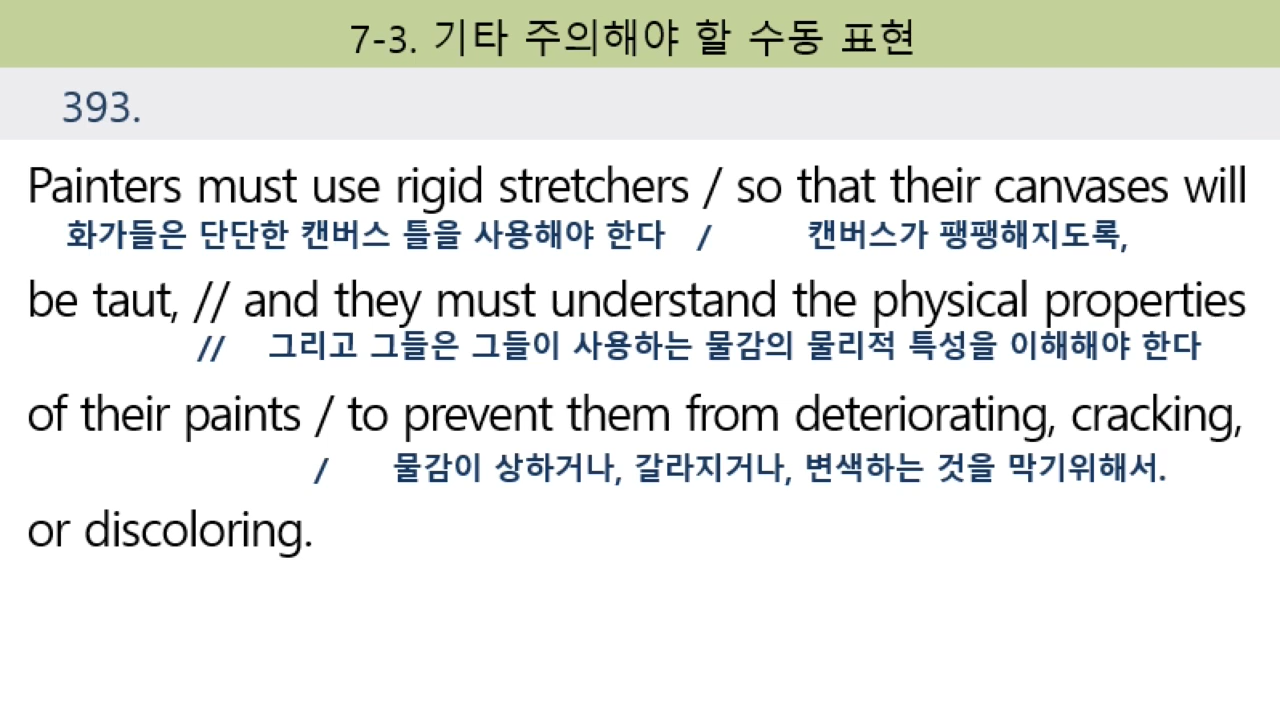 7-3. 기타 주의해야 할 수동 표현
393.
Painters must use rigid stretchers / so that their canvases will
화가들은 단단한 캔버스 틀을 사용해야 한다 / 캔버스가 팽팽해지도록,
be taut, // and they must understand the physical properties
// 그리고 그들은 그들이 사용하는 물감의 물리적 특성을 이해해야 한다
of their paints / to prevent them from deteriorating, cracking,
/ 물감이 상하거나, 갈라지거나, 변색하는 것을 막기위해서.
or discoloring.